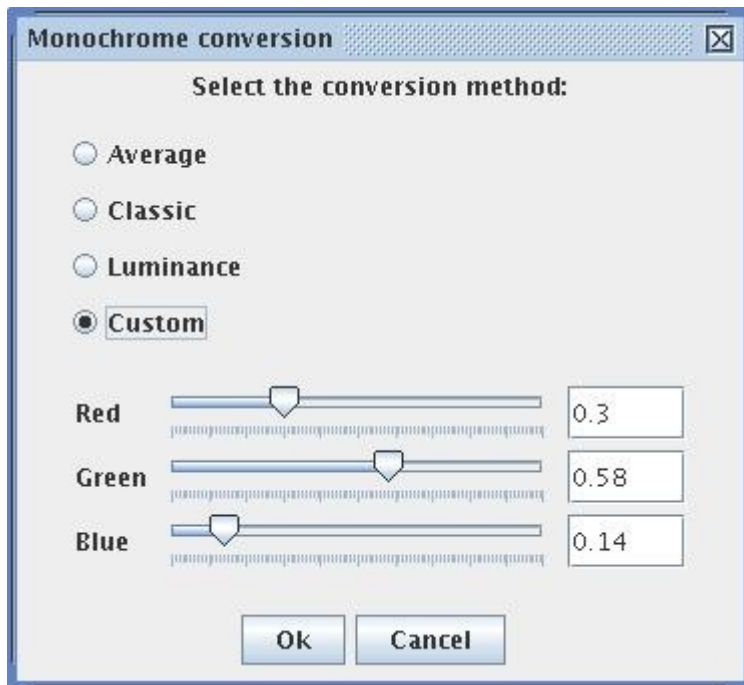 Monochrome conversion
Select the conversion method:
Average
Classic
Luminance
Custom
Red 0.3
Green 0.58
Blue 0.14
Ok Cancel